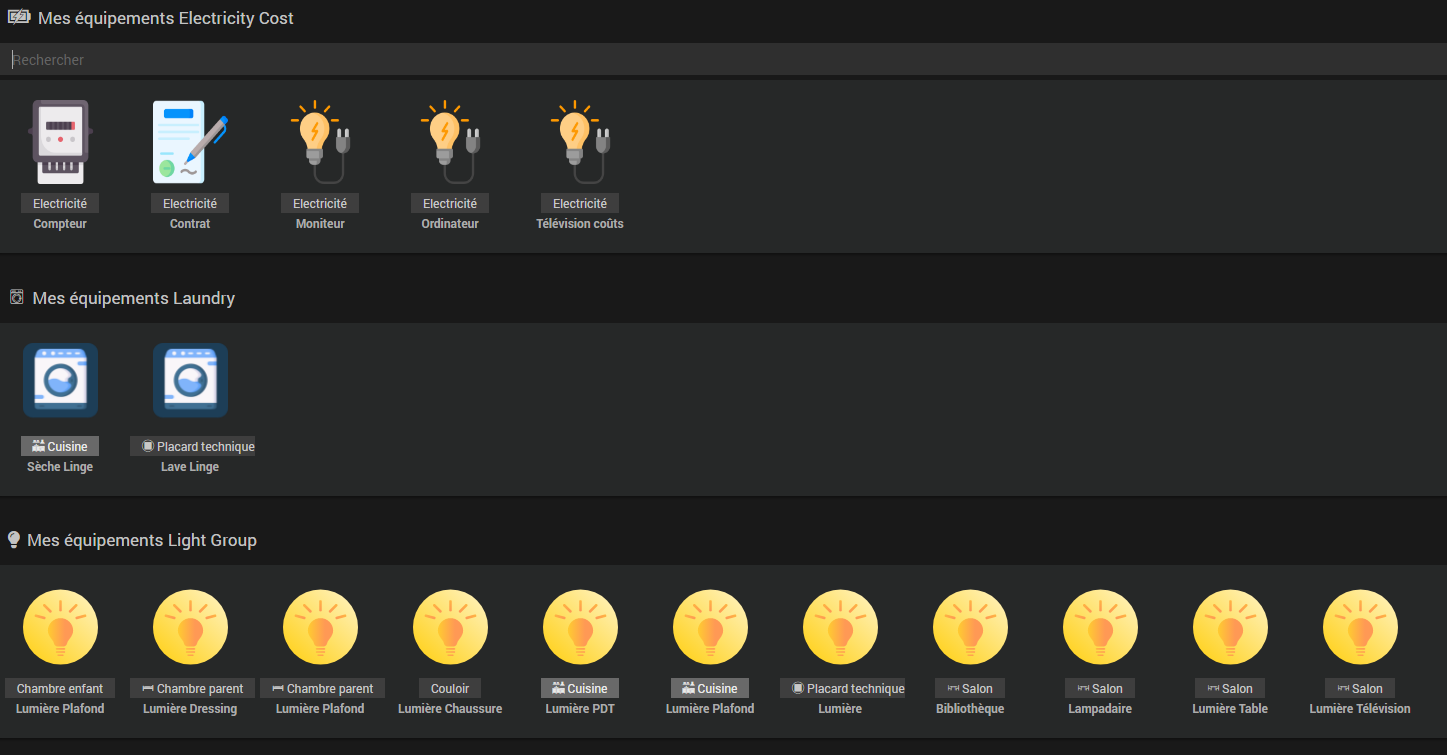 Mes équipements Electricity Cost
Rechercher
Electricité Electricité Electricité Electricité Electricité
Compteur Contrat Moniteur Ordinateur Télévision coûts
Mes équipements Laundry
Cuisine Placard technique
Sèche Linge Lave Linge
Mes équipements Light Group
Chambre enfant Chambre parent Chambre parent Couloir Cuisine Cuisine Placard technique Salon Salon Salon Salon
Lumière Plafond Lumière Dressing Lumière Plafond Lumière Chaussure Lumière PDT Lumière Plafond Lumière Bibliothèque Lampadaire Lumière Table Lumière Télévision